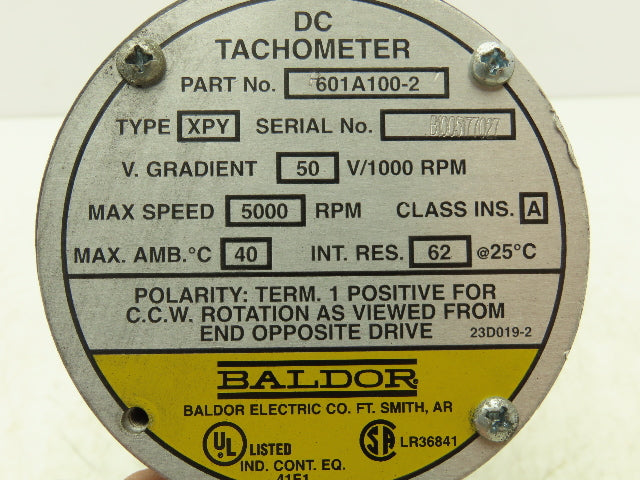 DC
TACHOMETER
PART No. 601A100-2
TYPE XPY SERIAL No.
V. GRADIENT 50 V/1000 RPM
MAX SPEED 5000 RPM CLASS INS. A
MAX. AMB.°C 40 INT. RES. 62 @25°C
POLARITY: TERM. 1 POSITIVE FOR
C.C.W. ROTATION AS VIEWED FROM
END OPPOSITE DRIVE 23D019-2
BALDOR
BALDOR ELECTRIC CO. FT. SMITH, AR
UL LISTED SA LR36841
IND. CONT. EQ.
41F1